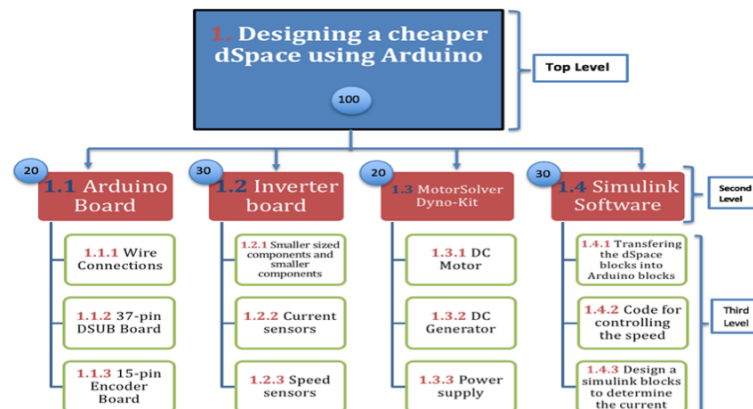 1. Designing a cheaper
dSpace using Arduino
100
Top Level
20
1.1 Arduino
Board
30
1.2 Inverter
board
20
1.3 MotorSolver
Dyno-Kit
30
1.4 Simulink
Software
Second
Level
1.1.1 Wire
Connections
1.2.1 Smaller sized
components and
smaller
components
1.3.1 DC
Motor
1.4.1 Transfering
the dSpace
blocks into
Arduino blocks
1.1.2 37-pin
DSUB Board
1.2.2 Current
sensors
1.3.2 DC
Generator
1.4.2 Code for
controlling
the speed
Third
Level
1.1.3 15-pin
Encoder
Board
1.2.3 Speed
sensors
1.3.3 Power
supply
1.4.3 Design a
simulink blocks
to determine
the current